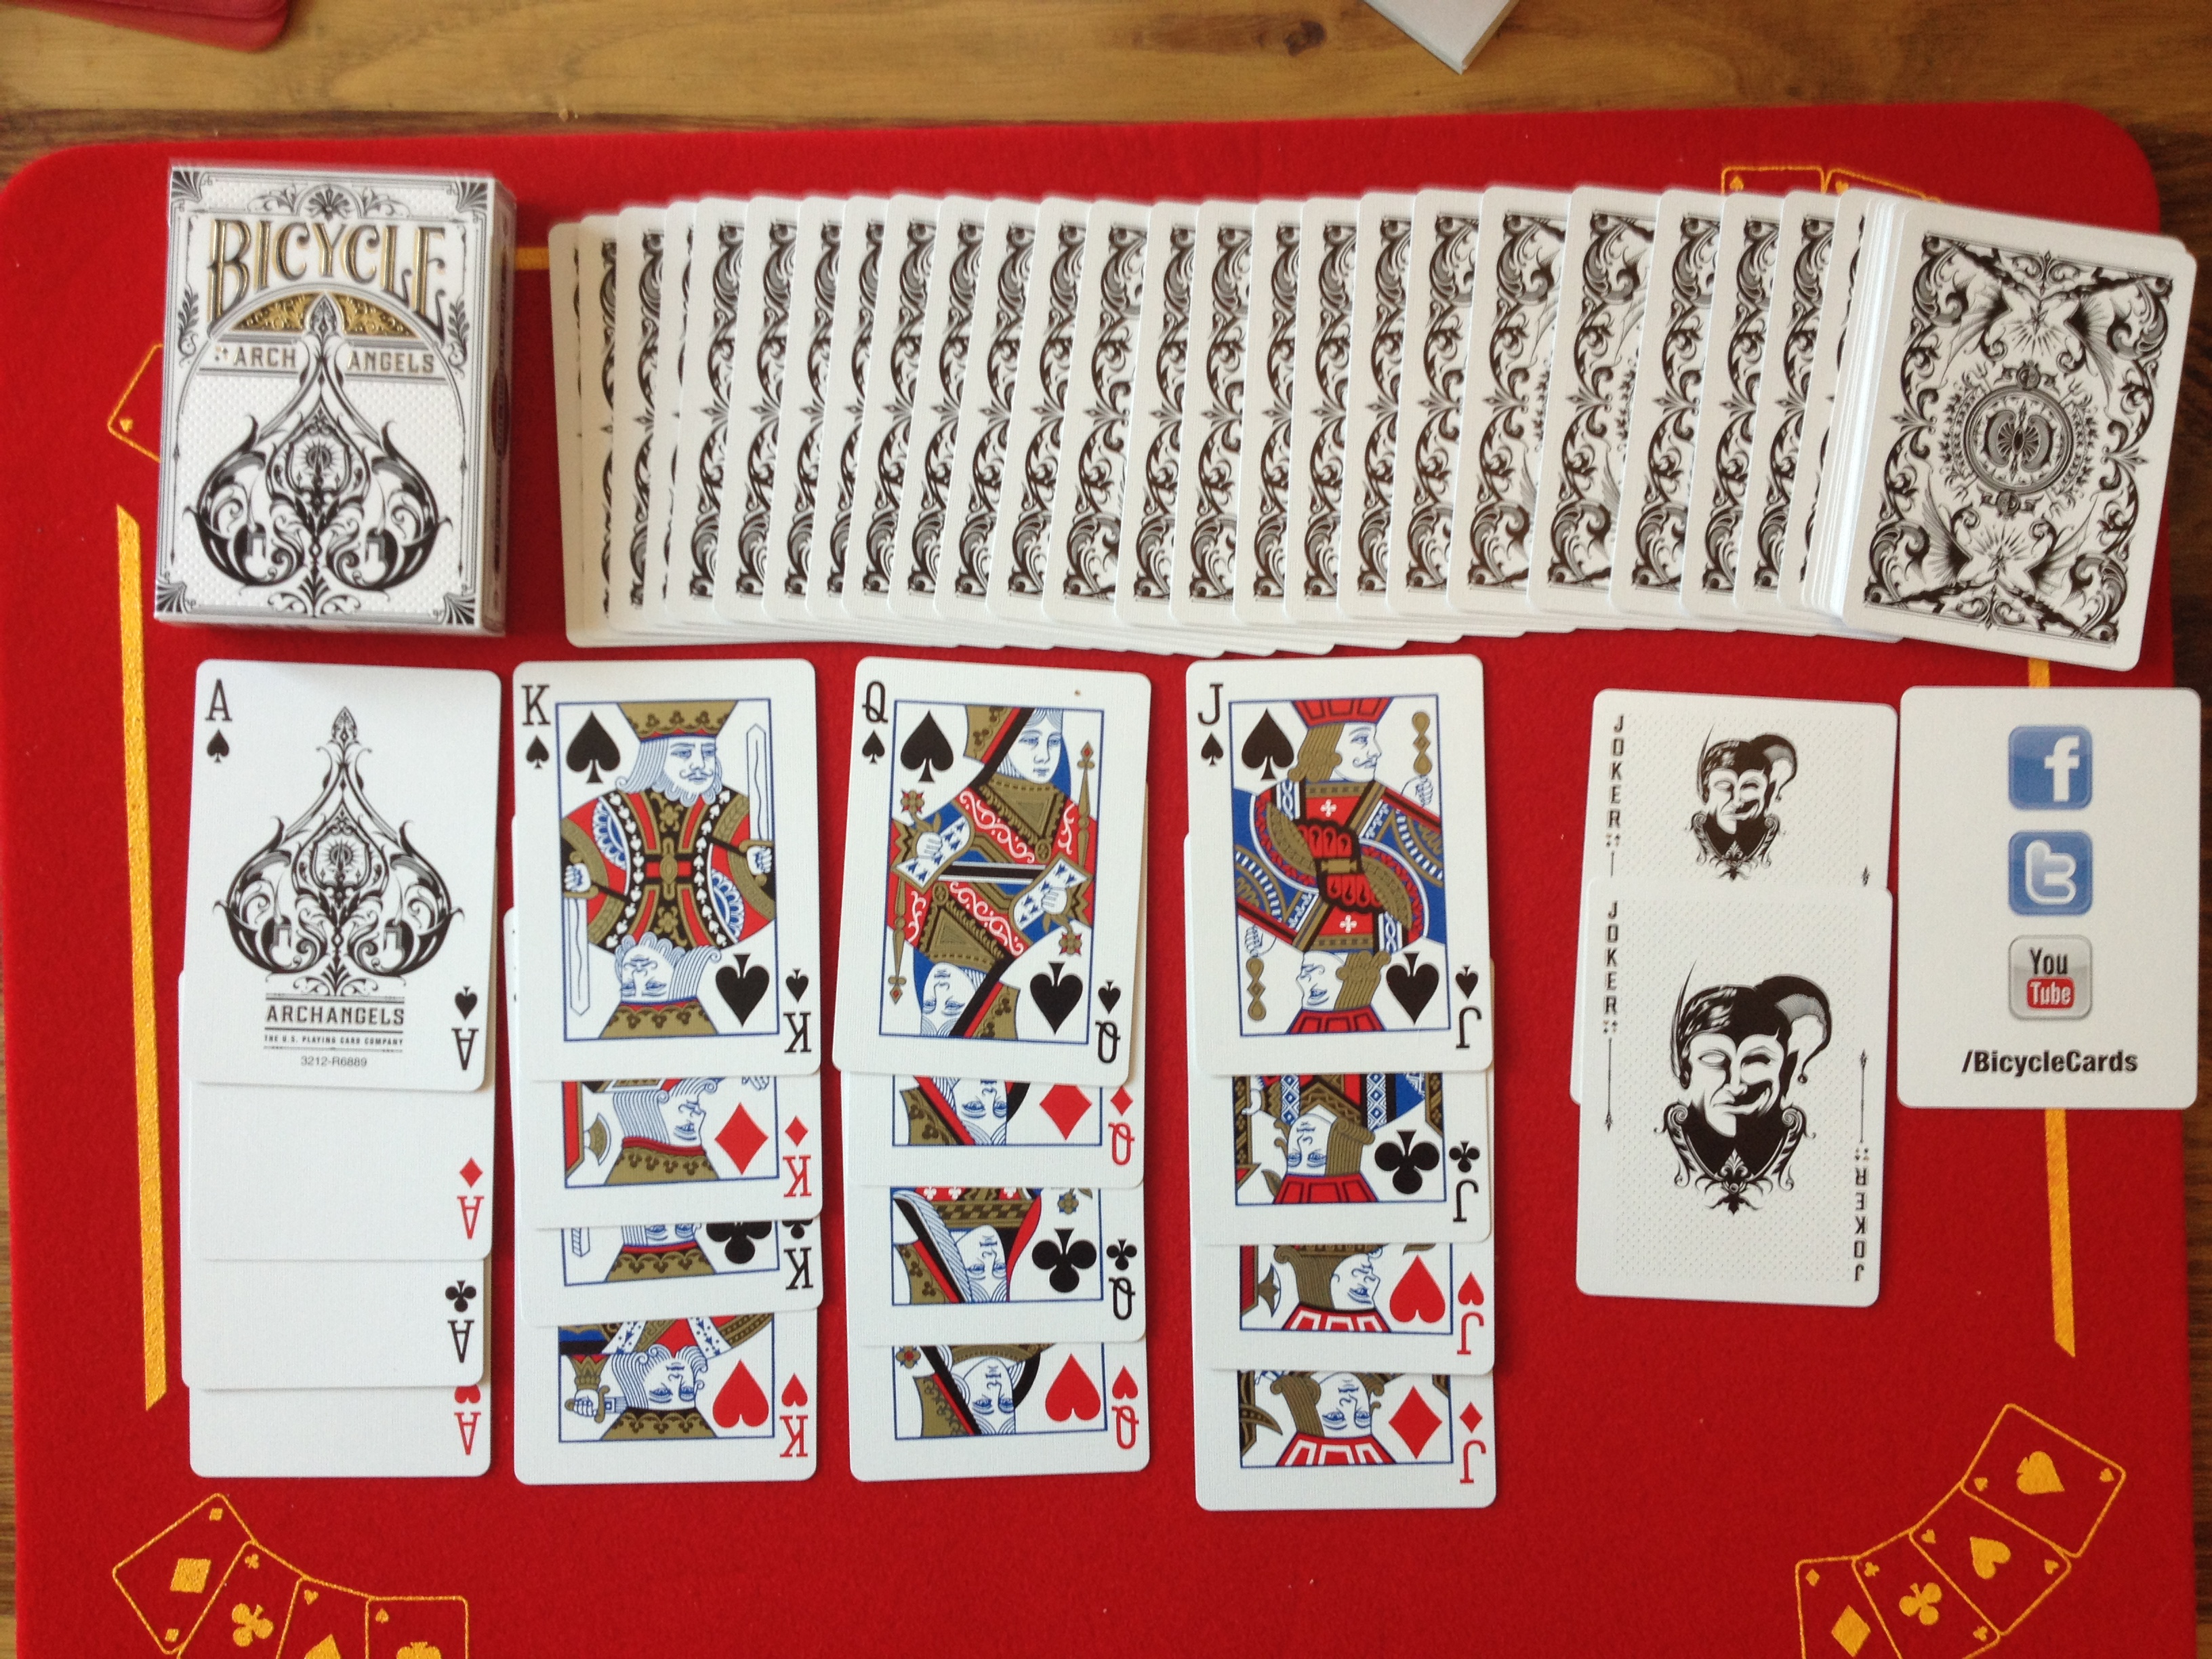 BICYCLE
ARCH ANGELS
A
ARCHANGELS
THE U.S. PLAYING CARD COMPANY
3212-R6889
A
A
A
A
K
K
K
K
K
Q
Q
Q
Q
Q
J
J
J
J
J
JOKER
JOKER
JOKER
f
t
You
Tube
/BicycleCards